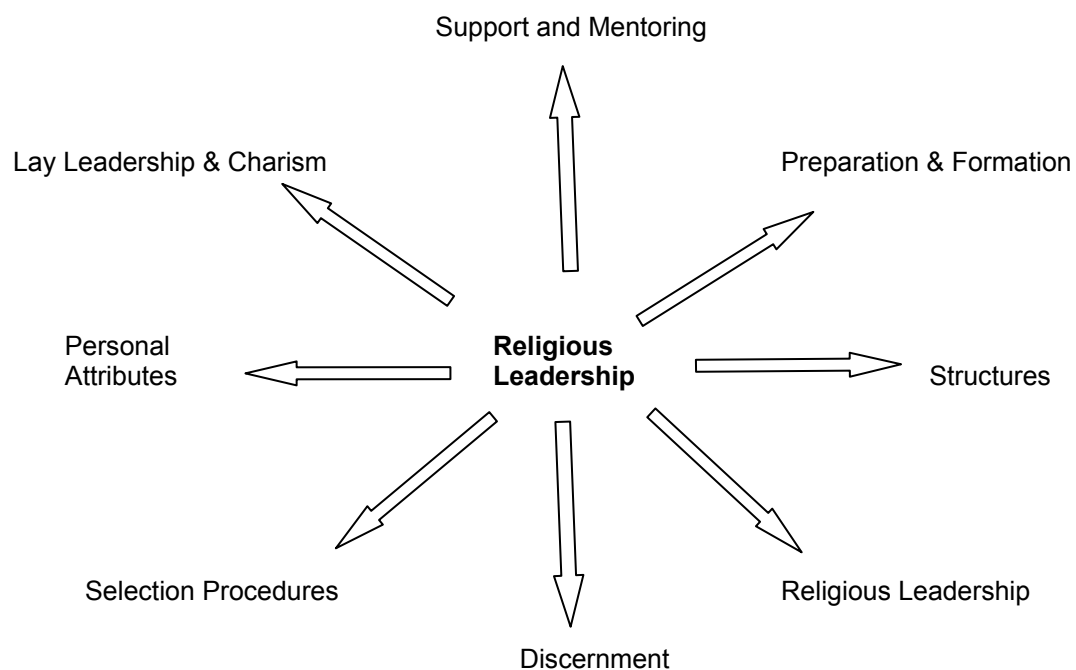 Support and Mentoring
Lay Leadership & Charism
Preparation & Formation
Personal
Attributes
Religious
Leadership
Structures
Selection Procedures
Religious Leadership
Discernment